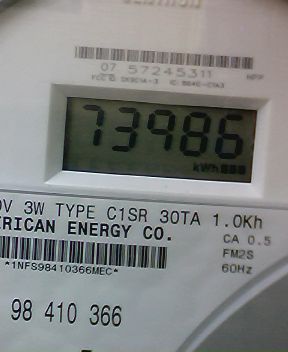 07 57245311
73986
kWh
0V 3W TYPE C1SR 30TA 1.0Kh
ERICAN ENERGY CO.
CA 0.5
FM2S
60Hz
*1NFS98410366MEC*
98 410 366